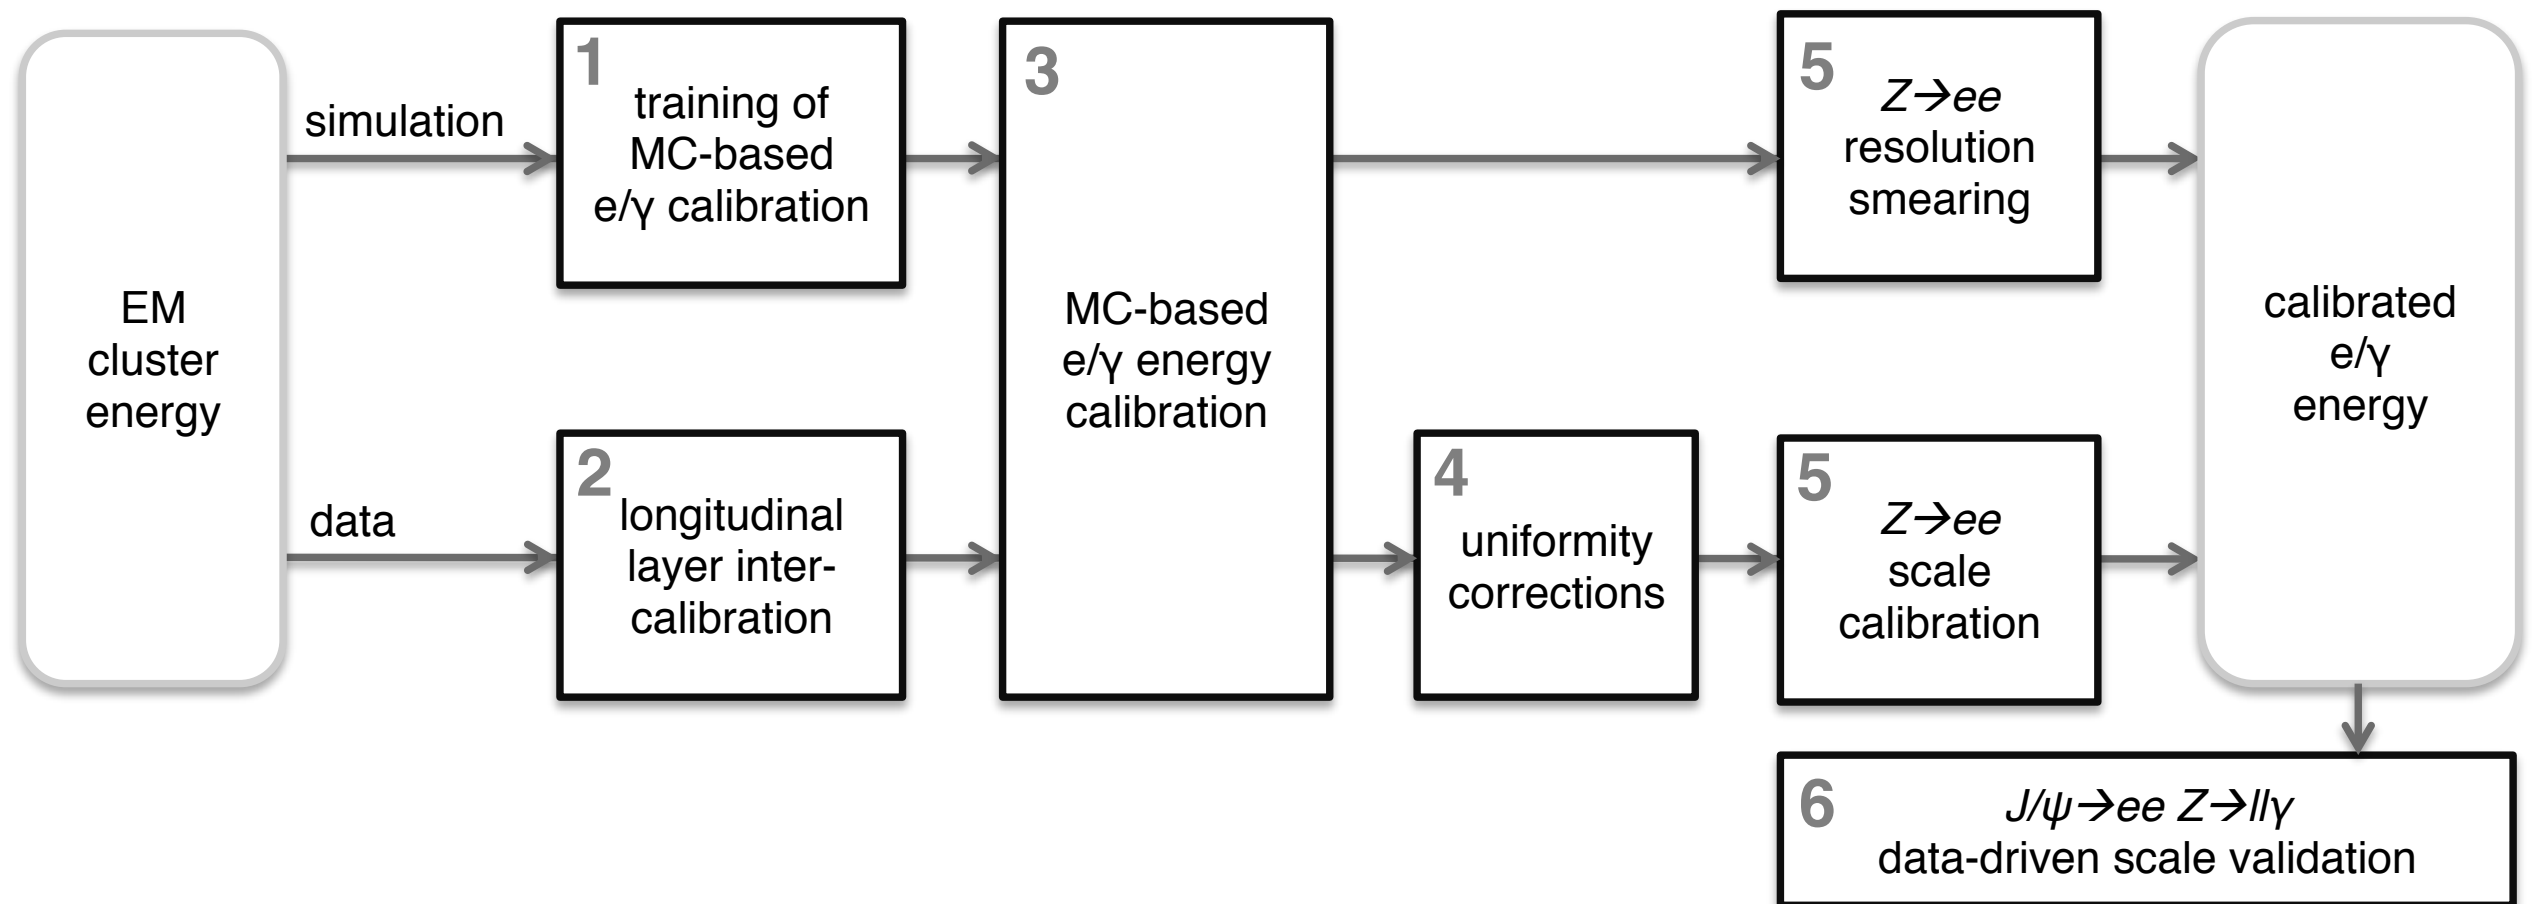 EM
cluster
energy
simulation
data
1
training of
MC-based
e/γ calibration
2
longitudinal
layer inter-
calibration
3
MC-based
e/γ energy
calibration
4
uniformity
corrections
5
Z→ee
resolution
smearing
5
Z→ee
scale
calibration
calibrated
e/γ
energy
6
J/ψ→ee Z→llγ
data-driven scale validation